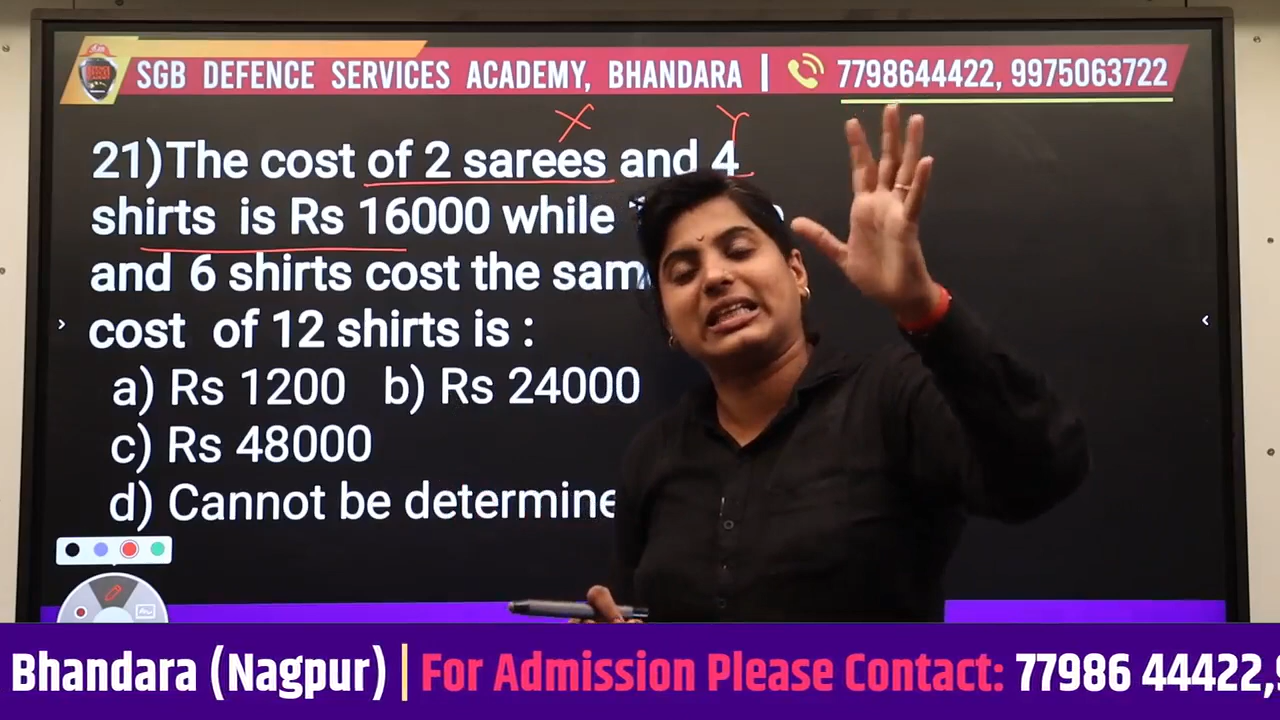 SGB DEFENCE SERVICES ACADEMY, BHANDARA | 7798644422, 9975063722
X Y
21)The cost of 2 sarees and 4
shirts is Rs 16000 while
and 6 shirts cost the sam
cost of 12 shirts is :
a) Rs 1200 b) Rs 24000
c) Rs 48000
d) Cannot be determine
Bhandara (Nagpur) | For Admission Please Contact: 77986 44422,